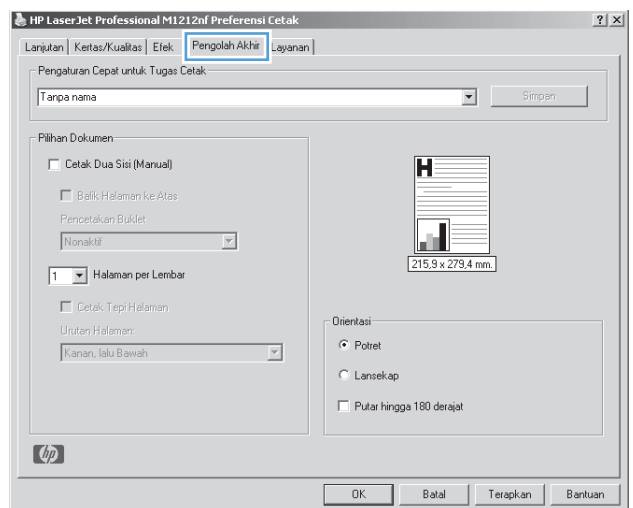 HP LaserJet Professional M1212nf Preferensi Cetak
Lanjutan Kertas/Kualitas Efek Pengolah Akhir Layanan
Pengaturan Cepat untuk Tugas Cetak
Tanpa nama Simpan
Pilihan Dokumen
Cetak Dua Sisi (Manual)
Balik Halaman ke Atas
Pencetakan Buklet
Nonaktif
1 Halaman per Lembar
Cetak Tepi Halaman
Urutan Halaman:
Kanan, lalu Bawah
H
215,9 x 279,4 mm.
Orientasi
Potret
Lansekap
Putar hingga 180 derajat
hp
OK Batal Terapkan Bantuan